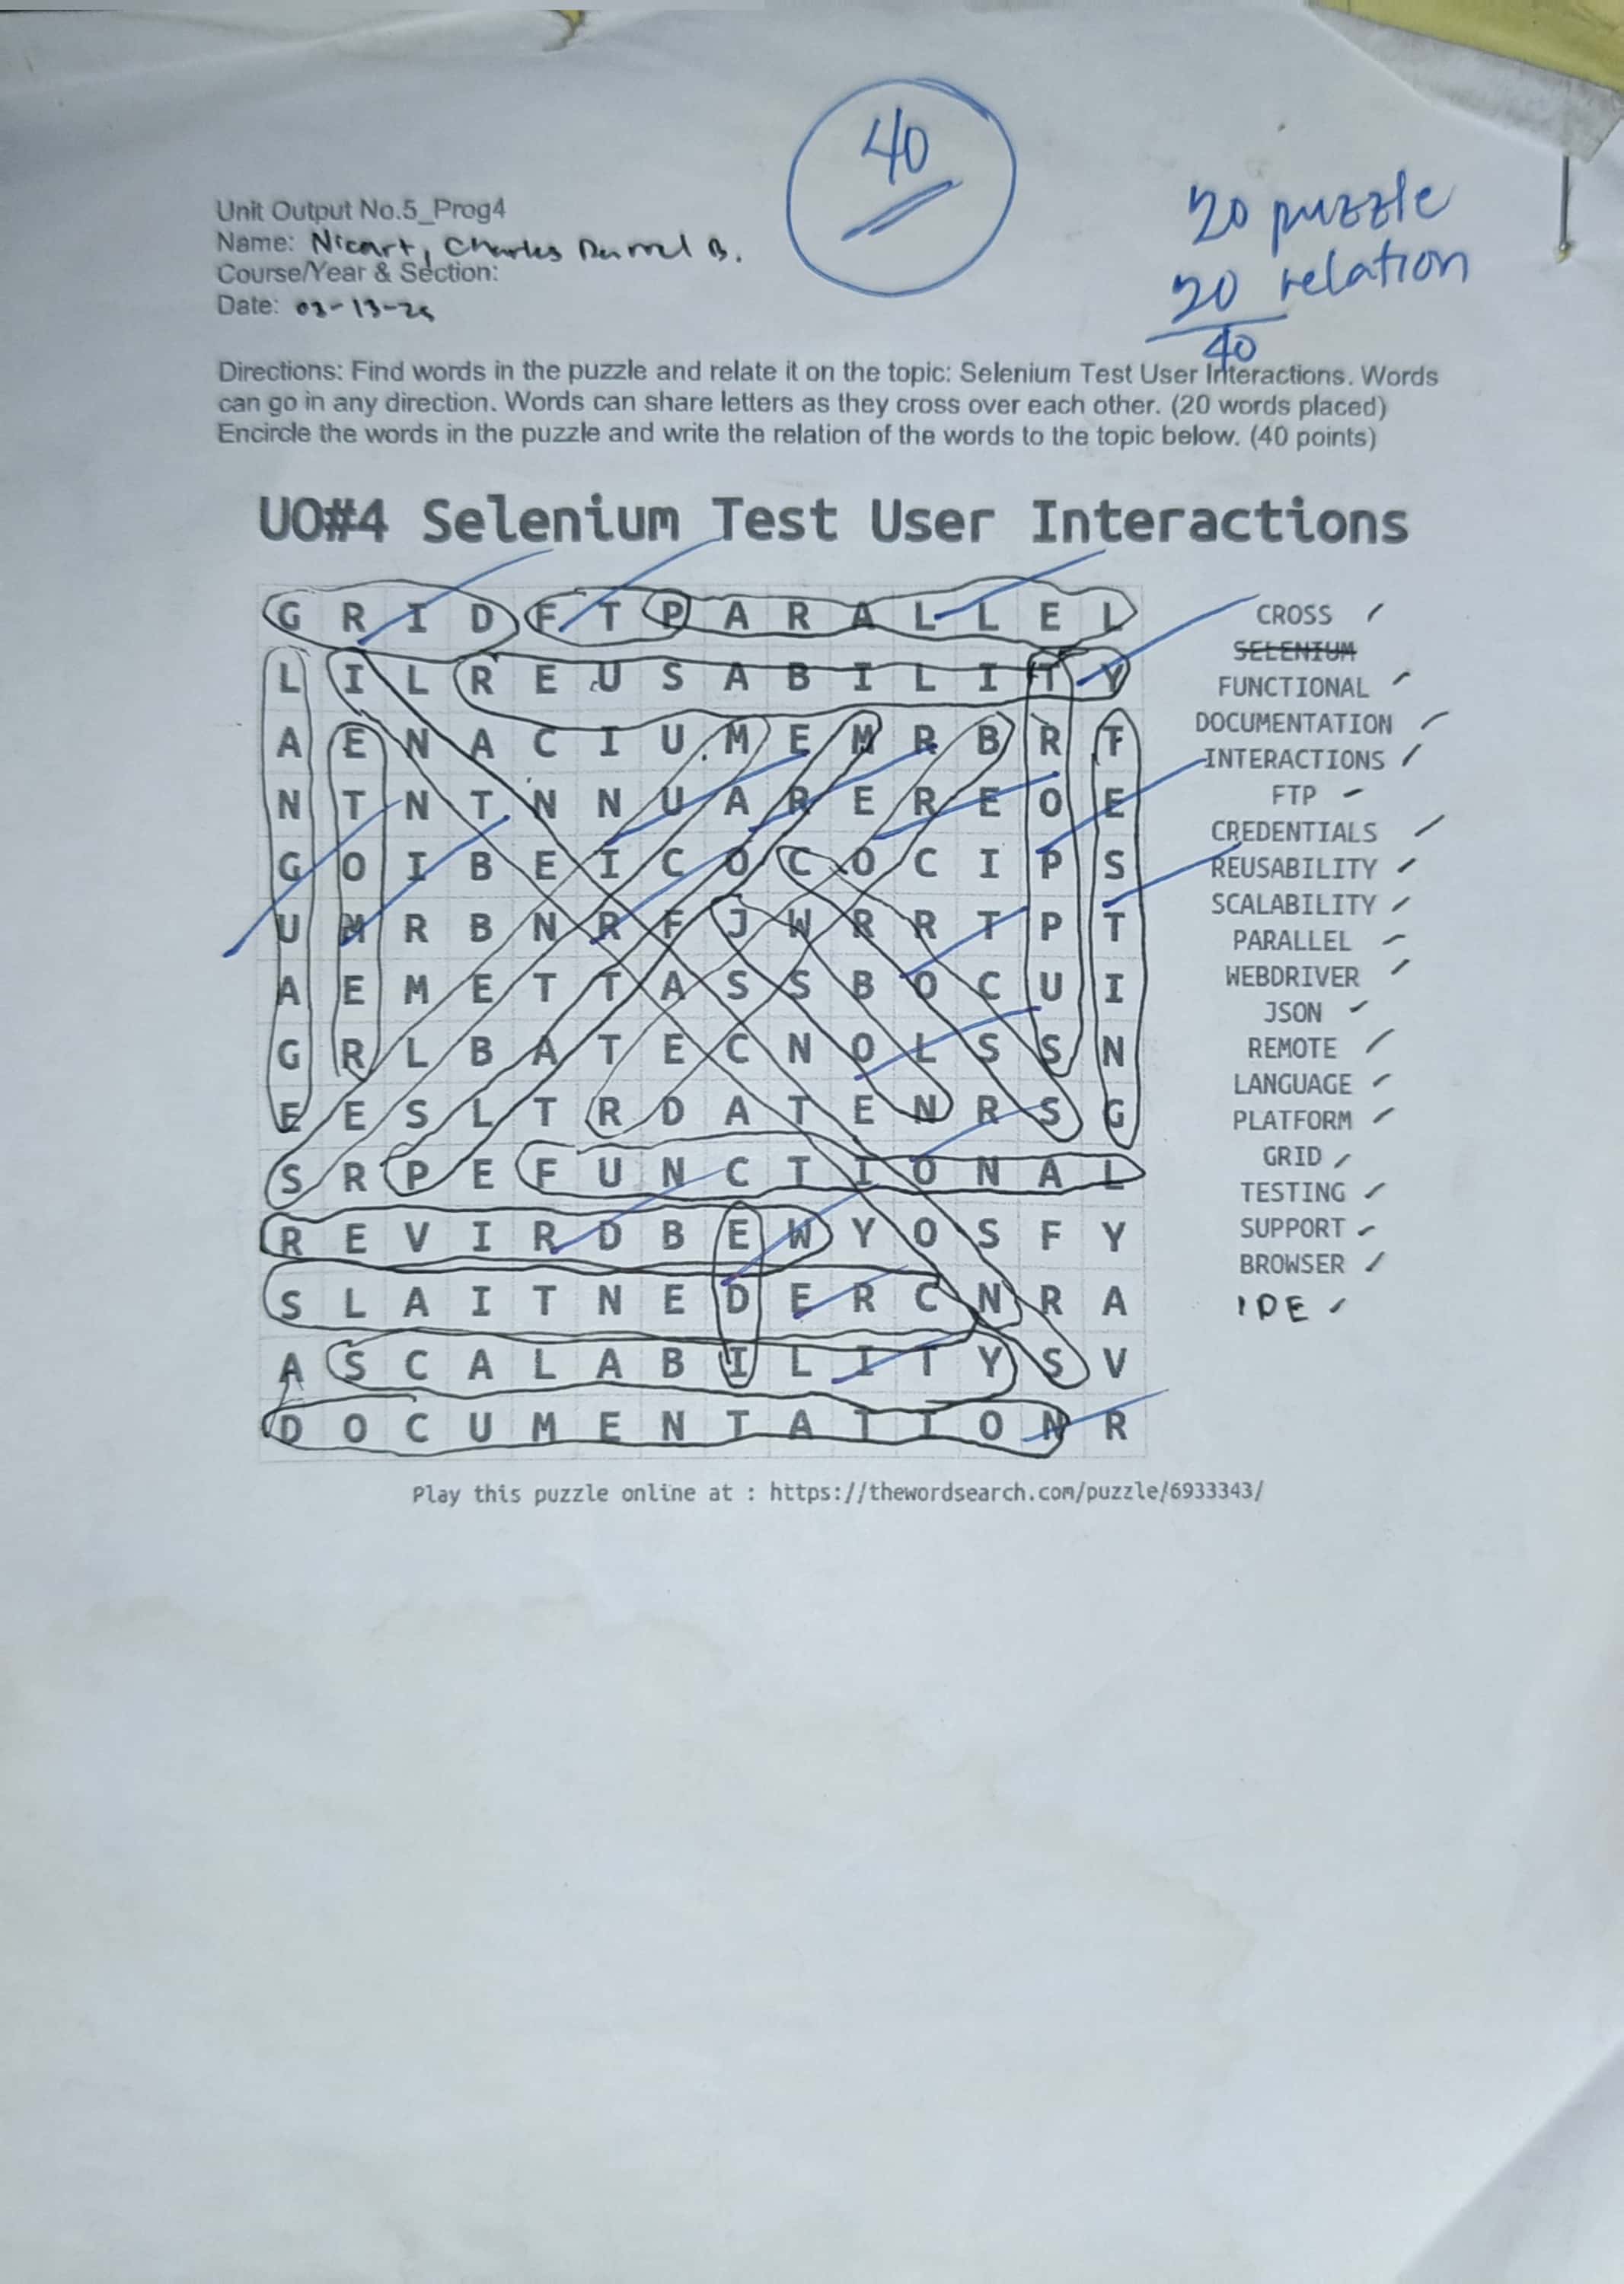 40
20 puzzle
20 relation
40
Unit Output No.5_Prog4
Name: Nicart, Charles B.
Course/Year & Section:
Date: 03-13-25
Directions: Find words in the puzzle and relate it on the topic: Selenium Test User Interactions. Words
can go in any direction. Words can share letters as they cross over each other. (20 words placed)
Encircle the words in the puzzle and write the relation of the words to the topic below. (40 points)
UO#4 Selenium Test User Interactions
G R I D F T P A R A L L E L
L I L R E U S A B I L I T Y
A E N A C I U M E M R B R T
N T N T N N U A R E R E O E
G O I B E I C O C O C I P S
U M R B N R F J W R R T P T
A E M E T T A S S B O C U I
G R L B A T E C N O L S S N
E E S L T R D A T E N R S G
S R P E F U N C T I O N A L
R E V I R D B E W Y O S F Y
S L A I T N E D E R C N R A
A S C A L A B I L I T Y S V
D O C U M E N T A T I O N R
CROSS
SELENIUM
FUNCTIONAL
DOCUMENTATION
INTERACTIONS
FTP
CREDENTIALS
REUSABILITY
SCALABILITY
PARALLEL
WEBDRIVER
JSON
REMOTE
LANGUAGE
PLATFORM
GRID
TESTING
SUPPORT
BROWSER
IDE
Play this puzzle online at : https://thewordsearch.com/puzzle/6933343/